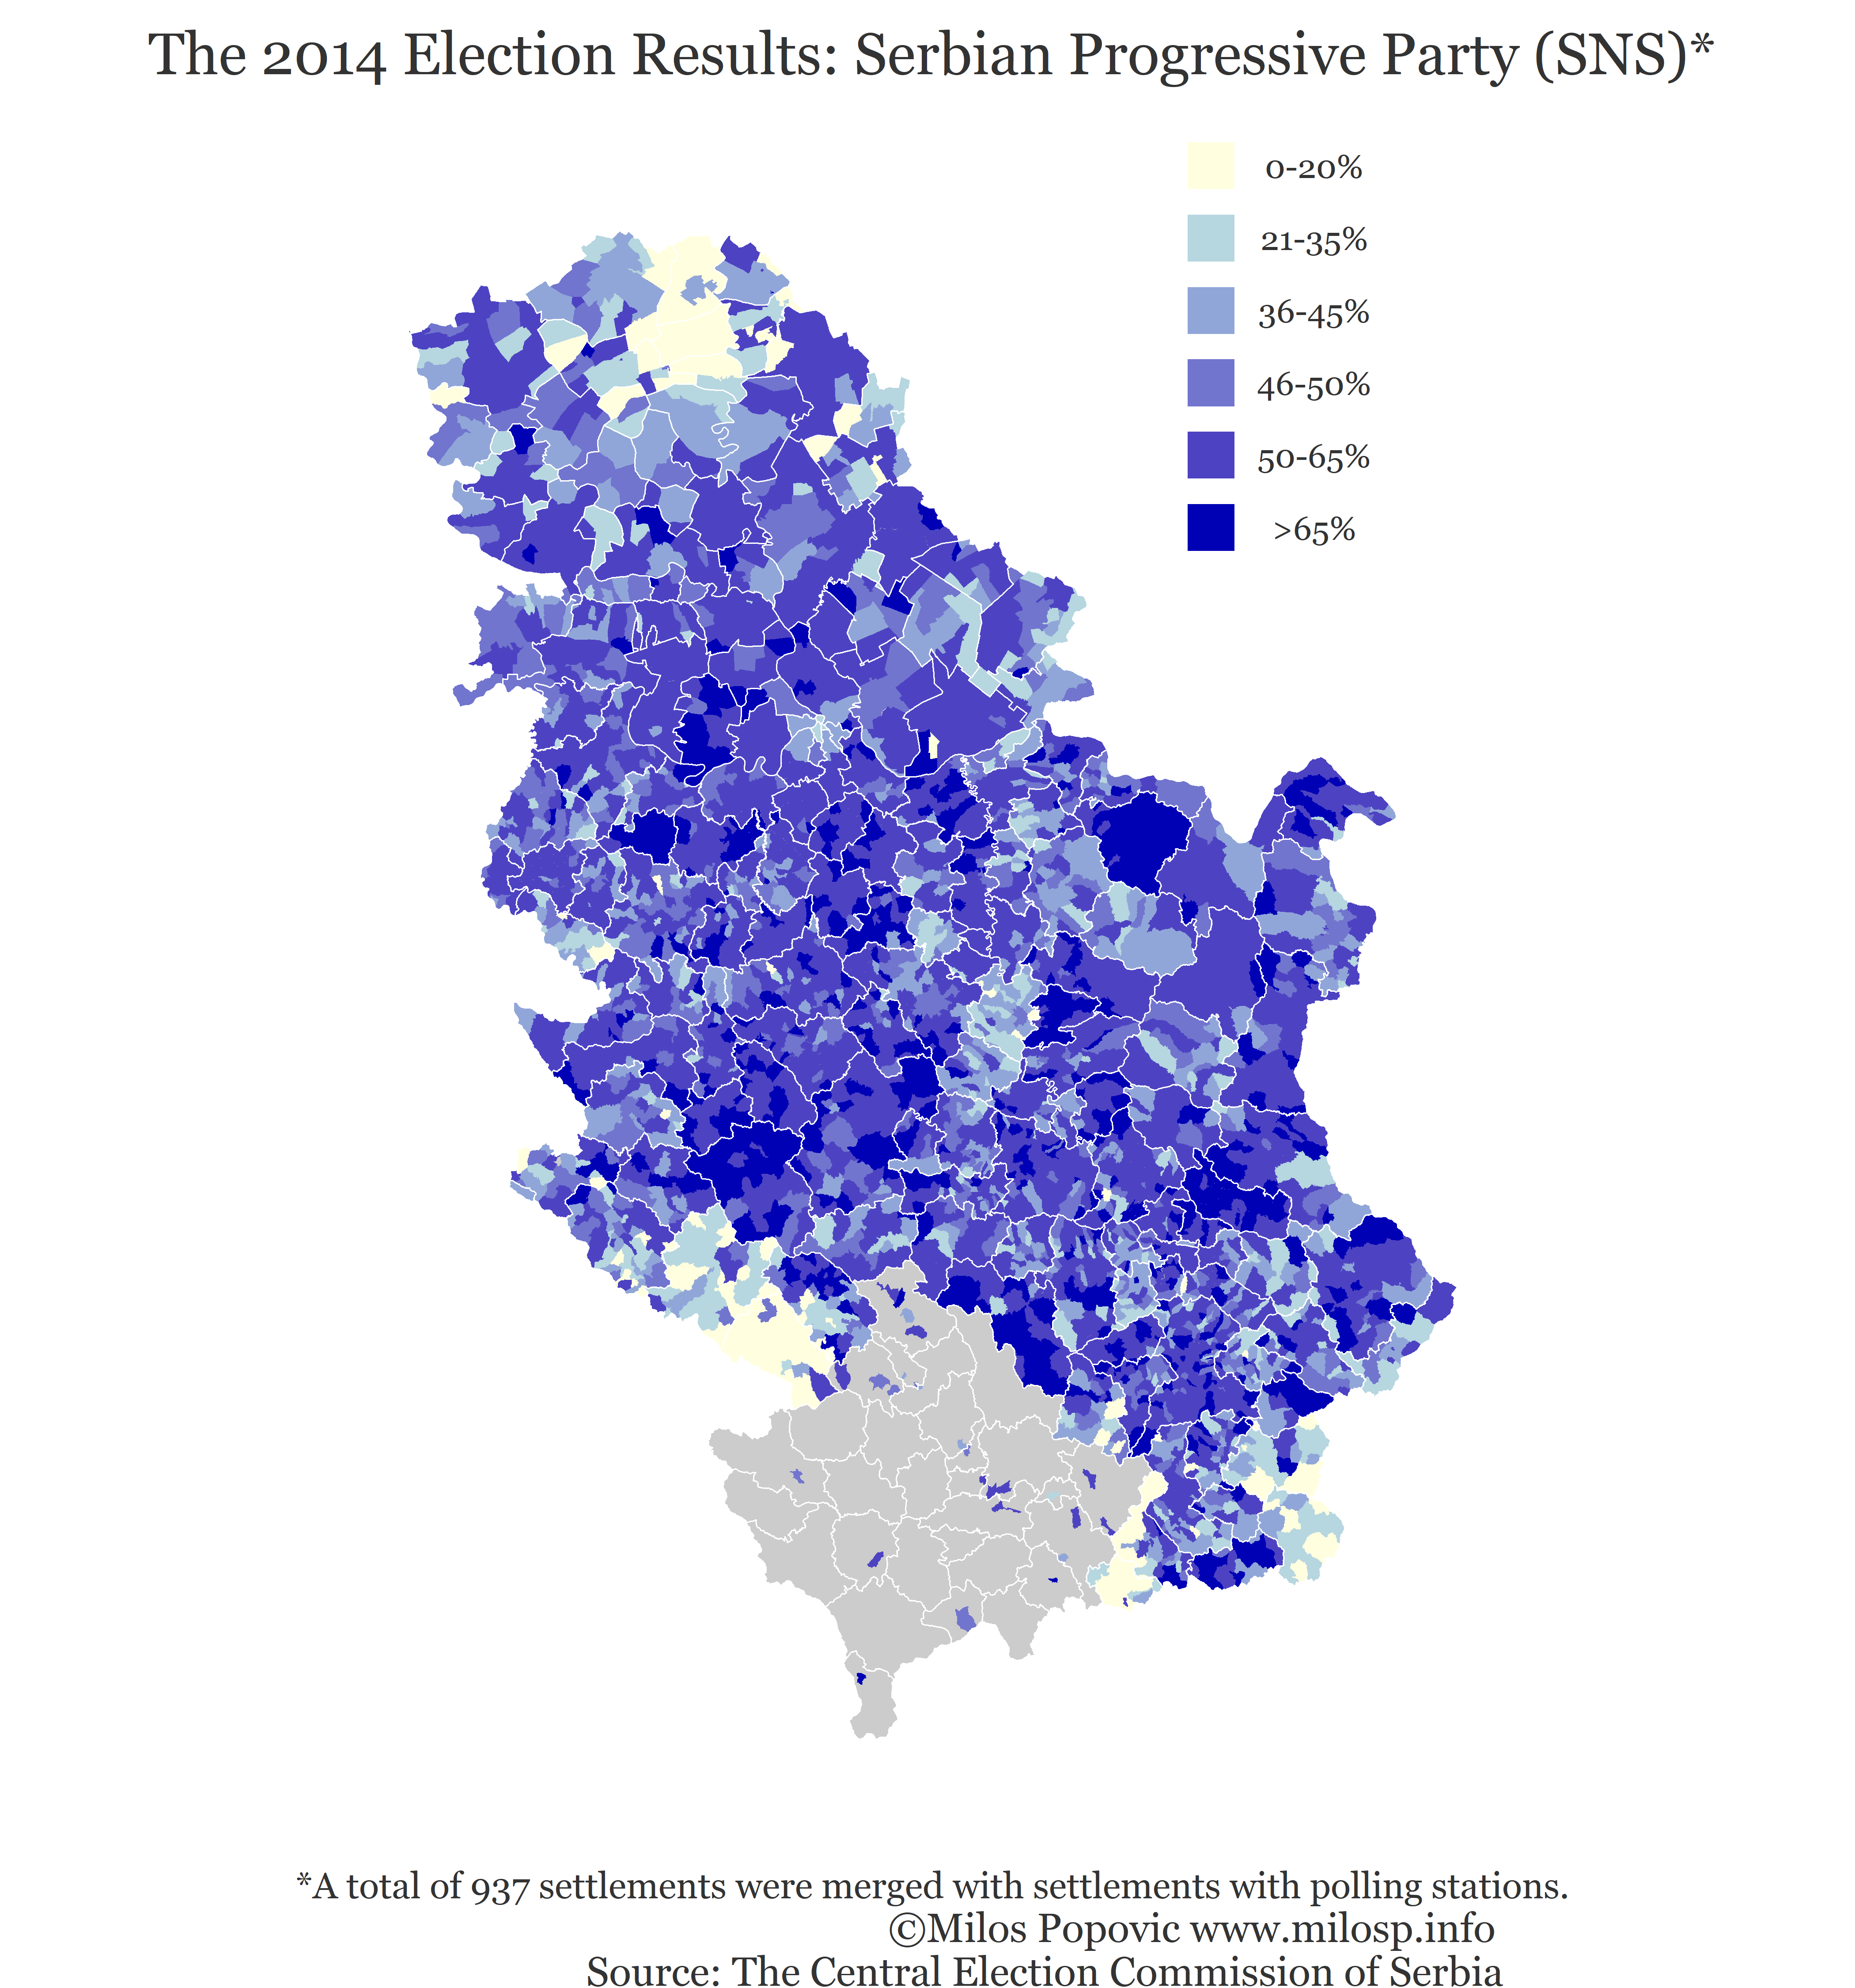 The 2014 Election Results: Serbian Progressive Party (SNS)*
0-20%
21-35%
36-45%
46-50%
50-65%
>65%
*A total of 937 settlements were merged with settlements with polling stations.
©Milos Popovic www.milosp.info
Source: The Central Election Commission of Serbia